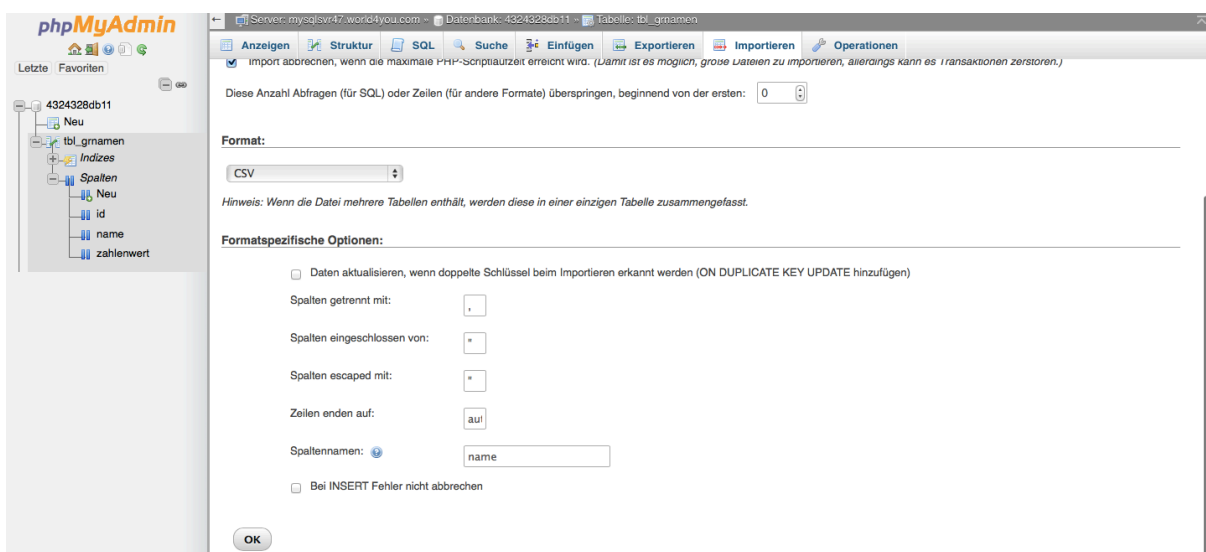 phpMyAdmin
Letzte Favoriten
4324328db11
Neu
tbl_grnamen
Indizes
Spalten
Neu
id
name
zahlenwert
Server: mysqlsvr47.world4you.com » Datenbank: 4324328db11 » Tabelle: tbl_grnamen
Anzeigen Struktur SQL Suche Einfügen Exportieren Importieren Operationen
Import abbrechen, wenn die maximale PHP-Scriptlaufzeit erreicht wird. (Damit ist es möglich, große Dateien zu importieren, allerdings kann es Transaktionen zerstören.)
Diese Anzahl Abfragen (für SQL) oder Zeilen (für andere Formate) überspringen, beginnend von der ersten: 0
Format:
CSV
Hinweis: Wenn die Datei mehrere Tabellen enthält, werden diese in einer einzigen Tabelle zusammengefasst.
Formatspezifische Optionen:
Daten aktualisieren, wenn doppelte Schlüssel beim Importieren erkannt werden (ON DUPLICATE KEY UPDATE hinzufügen)
Spalten getrennt mit: ,
Spalten eingeschlossen von: "
Spalten escaped mit: "
Zeilen enden auf: aut
Spaltennamen: name
Bei INSERT Fehler nicht abbrechen
OK